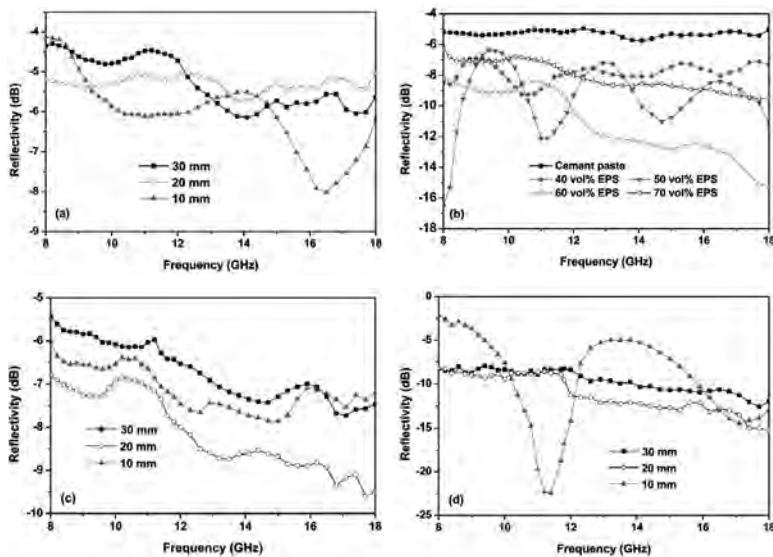 -4
-5
-6
-7
-8
-9
Reflectivity (dB)
30 mm
20 mm
10 mm
(a)
8 10 12 14 16 18
Frequency (GHz)
-4
-6
-8
-10
-12
-14
-16
-18
Reflectivity (dB)
Cement paste
40 vol% EPS 50 vol% EPS
60 vol% EPS 70 vol% EPS
(b)
8 10 12 14 16 18
Frequency (GHz)
-5
-6
-7
-8
-9
-10
Reflectivity (dB)
30 mm
20 mm
10 mm
(c)
8 10 12 14 16 18
Frequency (GHz)
0
-5
-10
-15
-20
-25
Reflectivity (dB)
30 mm
20 mm
10 mm
(d)
8 10 12 14 16 18
Frequency (GHz)